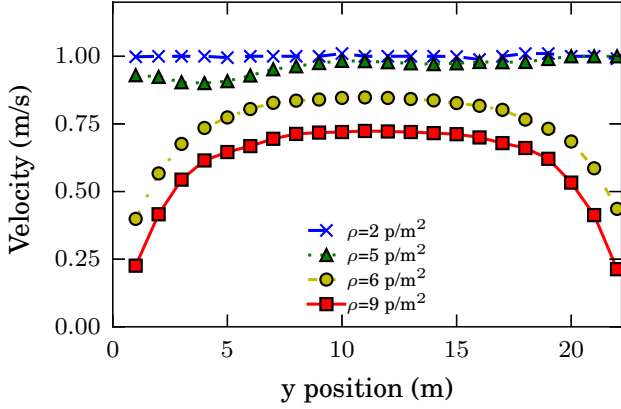 1.00
0.75
0.50
0.25
0.00
Velocity (m/s)
ρ=2 p/m²
ρ=5 p/m²
ρ=6 p/m²
ρ=9 p/m²
0 5 10 15 20
y position (m)